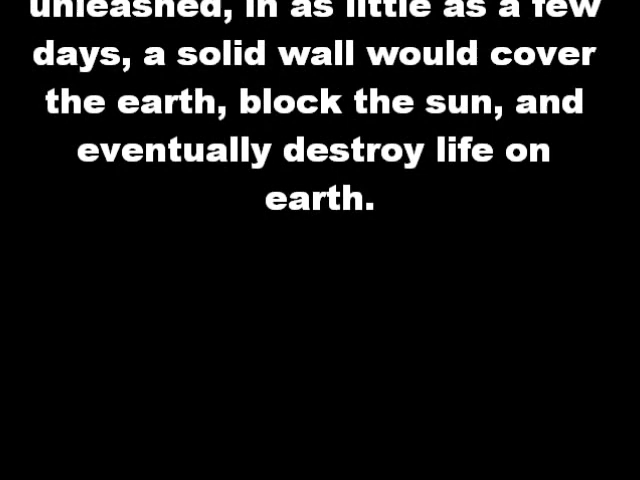 unleashed, in as little as a few
days, a solid wall would cover
the earth, block the sun, and
eventually destroy life on
earth.